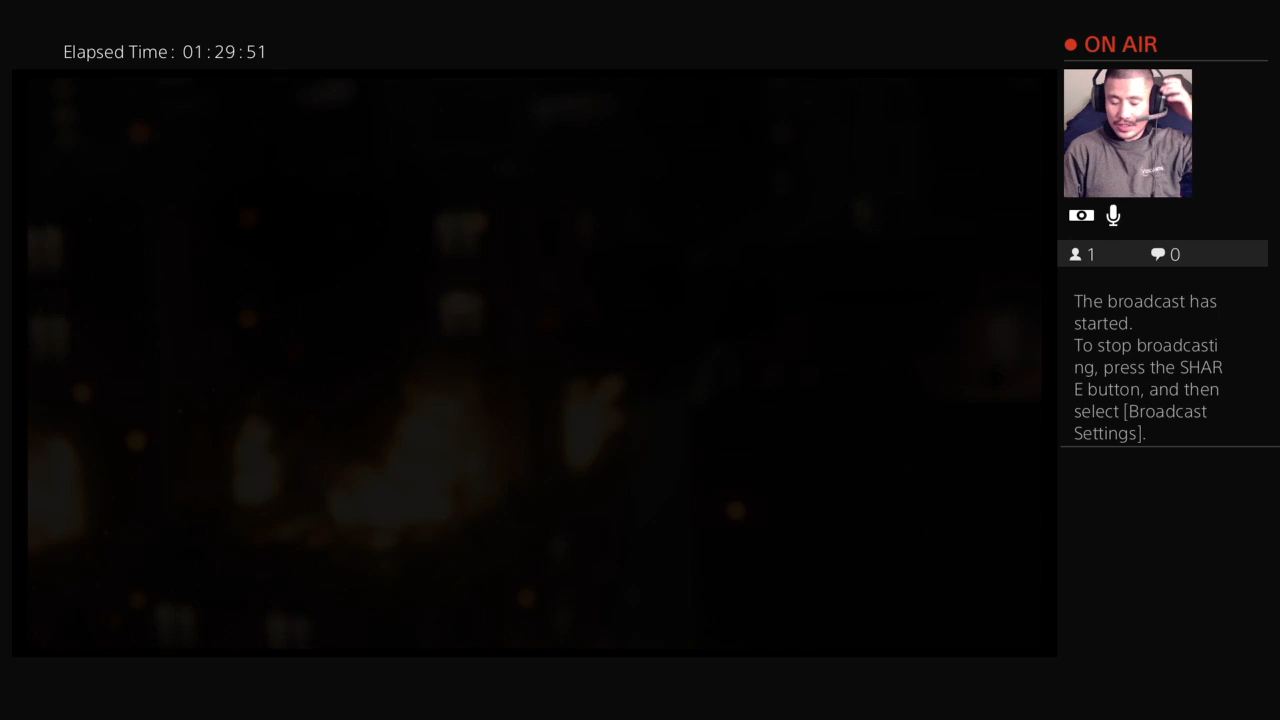 Elapsed Time: 01:29:51
ON AIR
1
0
The broadcast has
started.
To stop broadcasti
ng, press the SHAR
E button, and then
select [Broadcast
Settings].